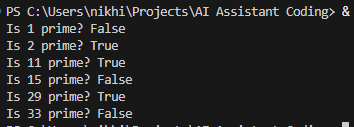 PS C:\Users\nikhi\Projects\AI Assistant Coding> &
Is 1 prime? False
Is 2 prime? True
Is 11 prime? True
Is 15 prime? False
Is 29 prime? True
Is 33 prime? False